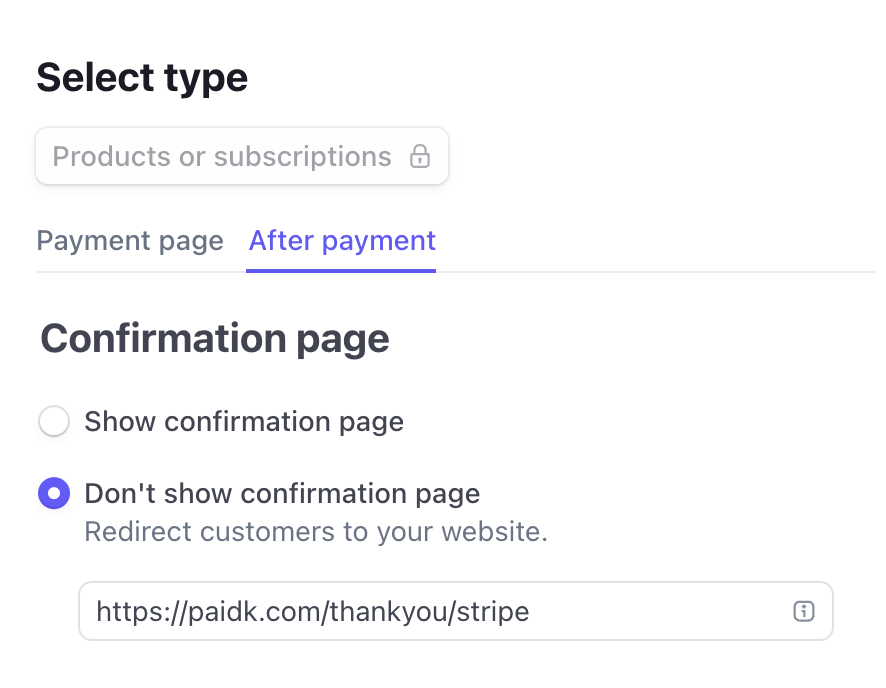 Select type
Products or subscriptions
Payment page After payment
Confirmation page
Show confirmation page
Don't show confirmation page
Redirect customers to your website.
https://paidk.com/thankyou/stripe